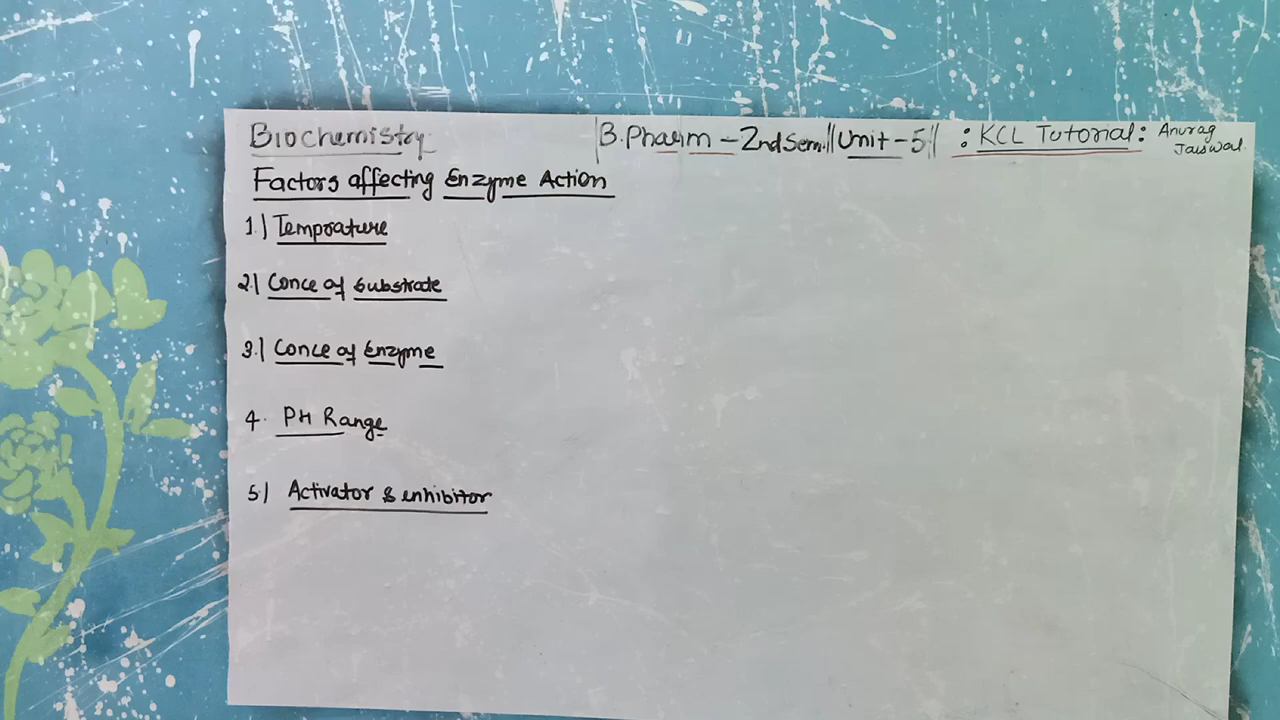 Biochemistry B.Pharm - 2nd Sem. || Unit - 5 || : KCL Tutorial : Anurag Jaiswal
Factors affecting Enzyme Action
1.| Temprature
2.| Conce of Substrate
3.| Conce of Enzyme
4. PH Range
5.| Activator & enhibitor